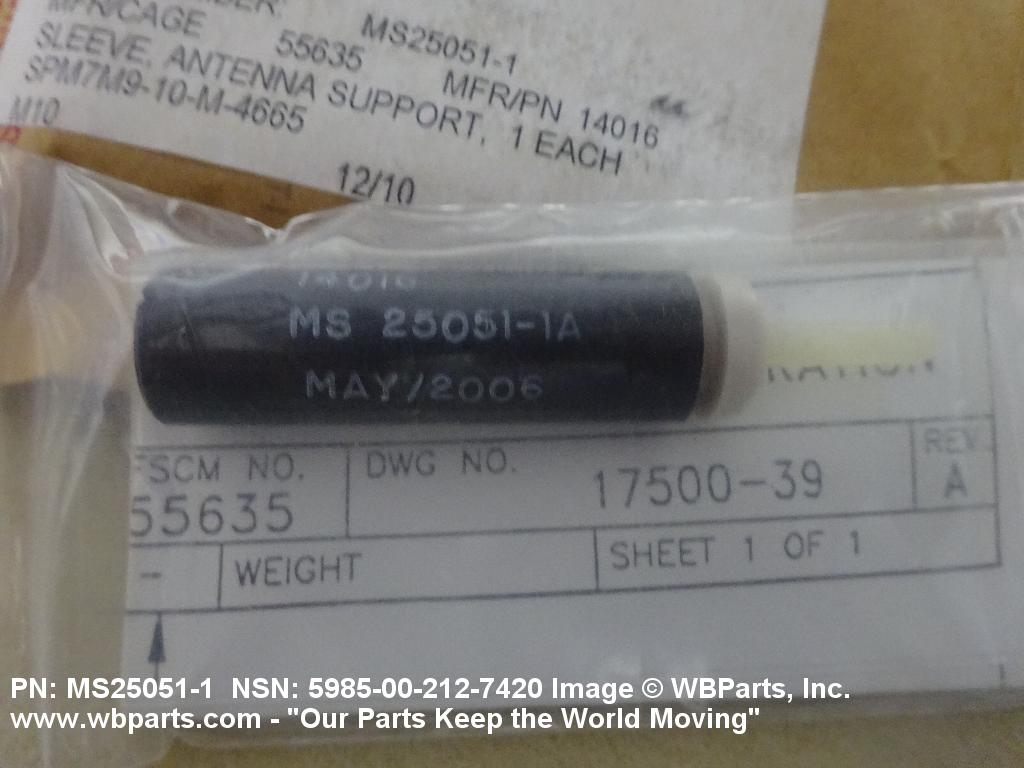 MS25051-1
MFR/CAGE 55635 MFR/PN 14016
SLEEVE, ANTENNA SUPPORT, 1 EACH
SPM7M9-10-M-4665
M10
12/10
14016
MS 25051-1A
MAY/2006
FSCM NO. DWG NO. REV
55635 17500-39 A
- WEIGHT SHEET 1 OF 1
PN: MS25051-1 NSN: 5985-00-212-7420 Image © WBParts, Inc.
www.wbparts.com - "Our Parts Keep the World Moving"